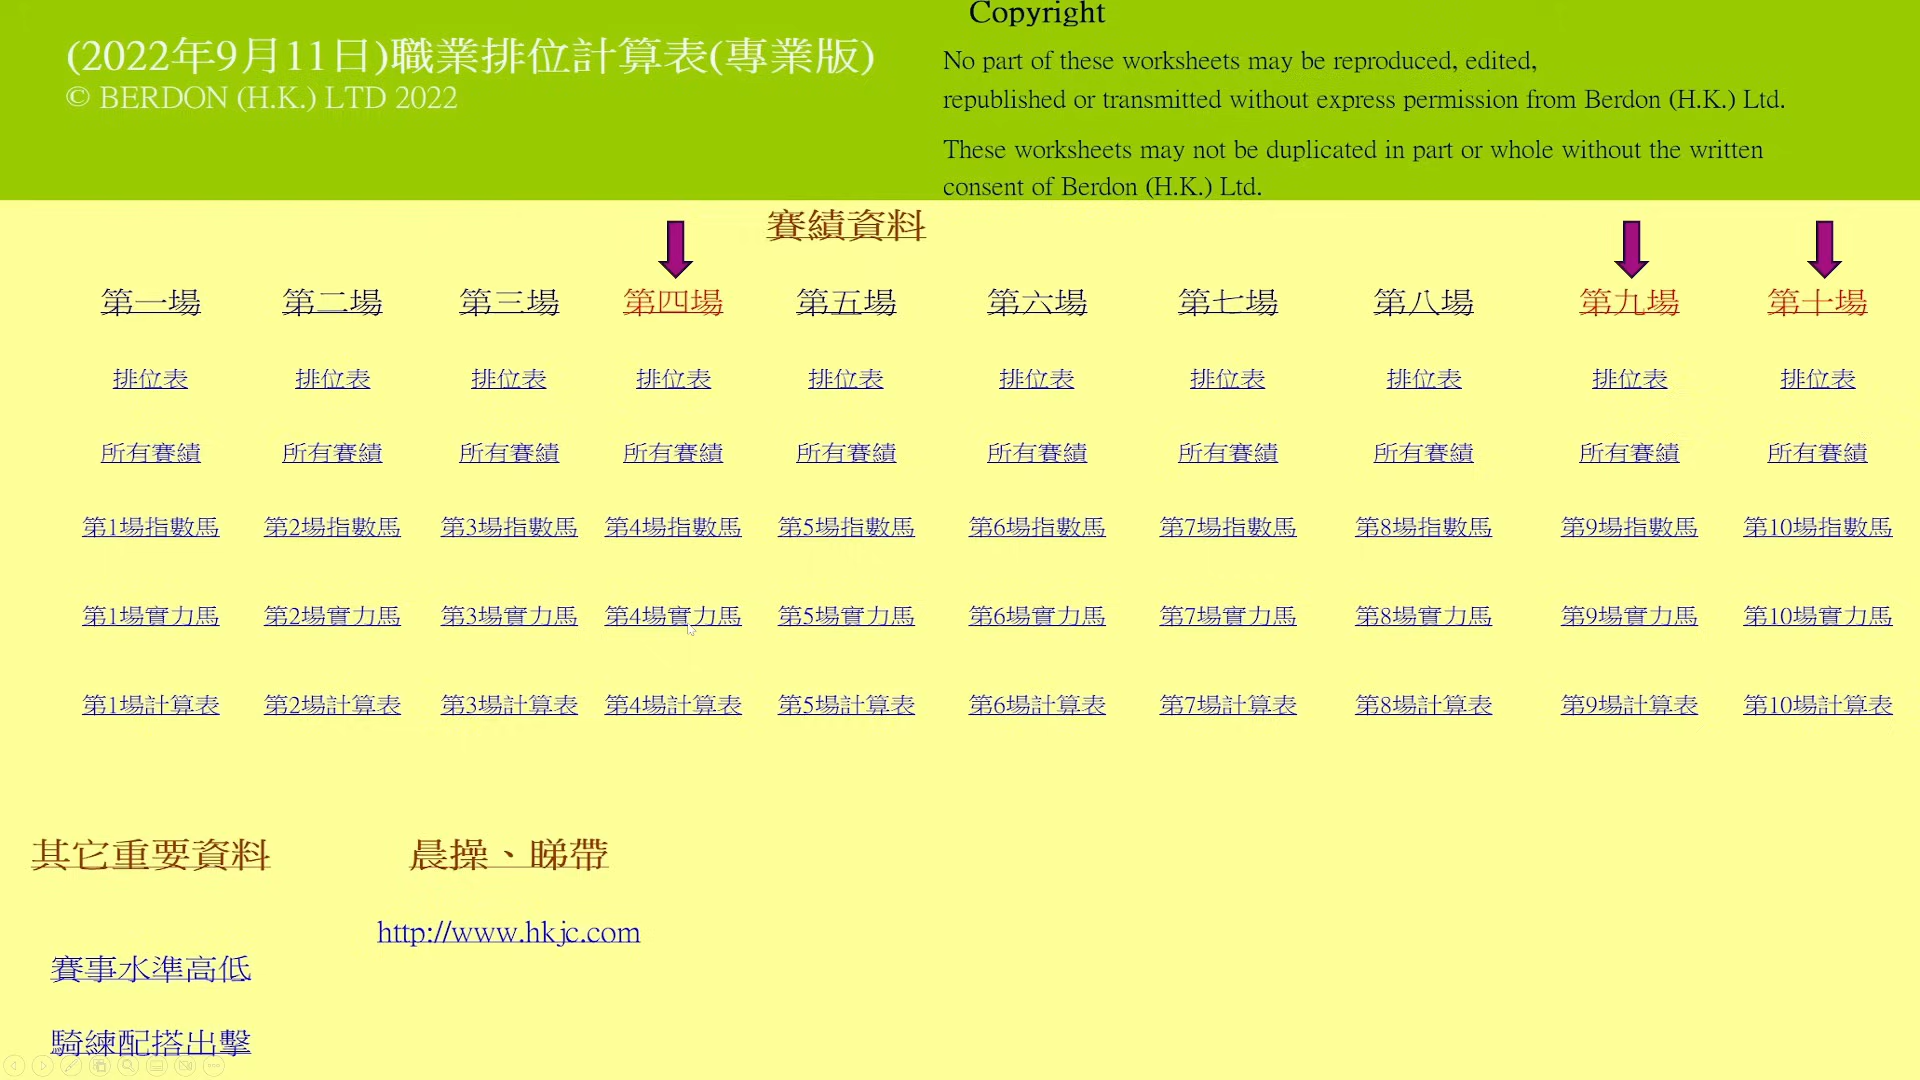 Copyright
(2022年9月11日)職業排位計算表(專業版)
© BERDON (H.K.) LTD 2022
No part of these worksheets may be reproduced, edited,
republished or transmitted without express permission from Berdon (H.K.) Ltd.
These worksheets may not be duplicated in part or whole without the written
consent of Berdon (H.K.) Ltd.
賽績資料
第一場 第二場 第三場 第四場 第五場 第六場 第七場 第八場 第九場 第十場
排位表 排位表 排位表 排位表 排位表 排位表 排位表 排位表 排位表 排位表
所有賽績 所有賽績 所有賽績 所有賽績 所有賽績 所有賽績 所有賽績 所有賽績 所有賽績 所有賽績
第1場指數馬 第2場指數馬 第3場指數馬 第4場指數馬 第5場指數馬 第6場指數馬 第7場指數馬 第8場指數馬 第9場指數馬 第10場指數馬
第1場實力馬 第2場實力馬 第3場實力馬 第4場實力馬 第5場實力馬 第6場實力馬 第7場實力馬 第8場實力馬 第9場實力馬 第10場實力馬
第1場計算表 第2場計算表 第3場計算表 第4場計算表 第5場計算表 第6場計算表 第7場計算表 第8場計算表 第9場計算表 第10場計算表
其它重要資料 晨操、睇帶
http://www.hkjc.com
賽事水準高低
騎練配搭出擊